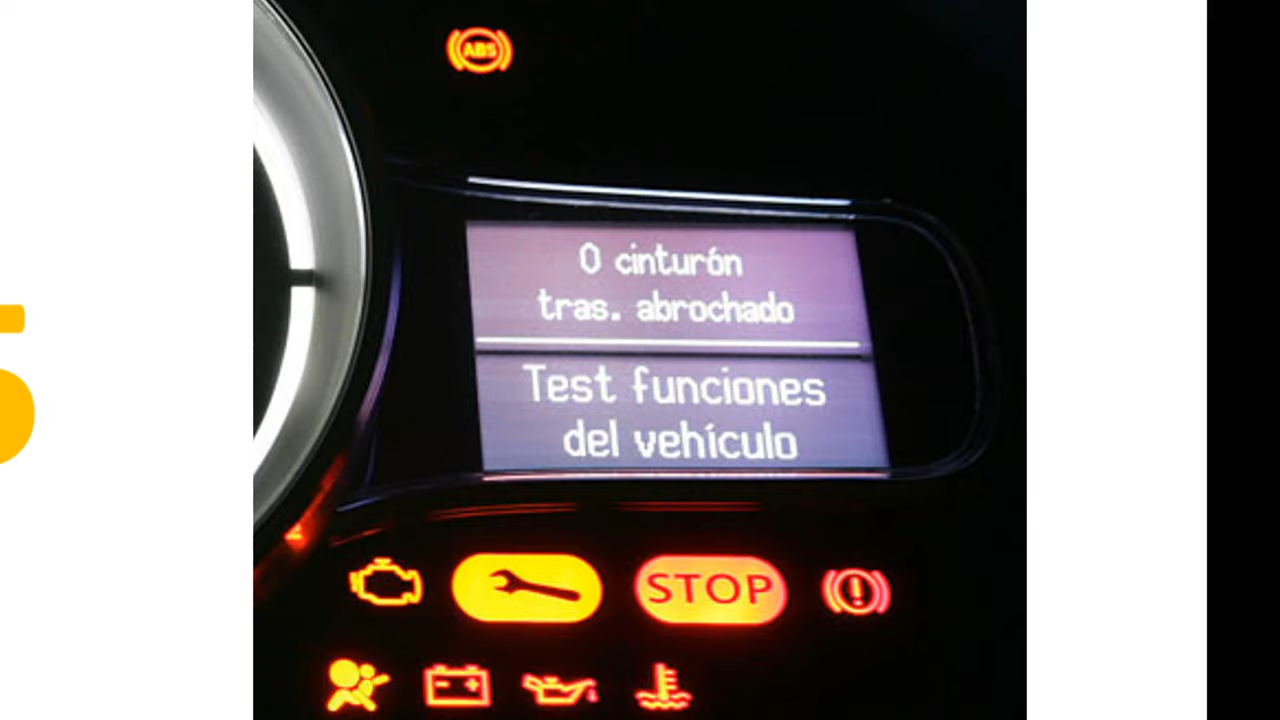 ABS
0 cinturón
tras. abrochado
Test funciones
del vehículo
STOP